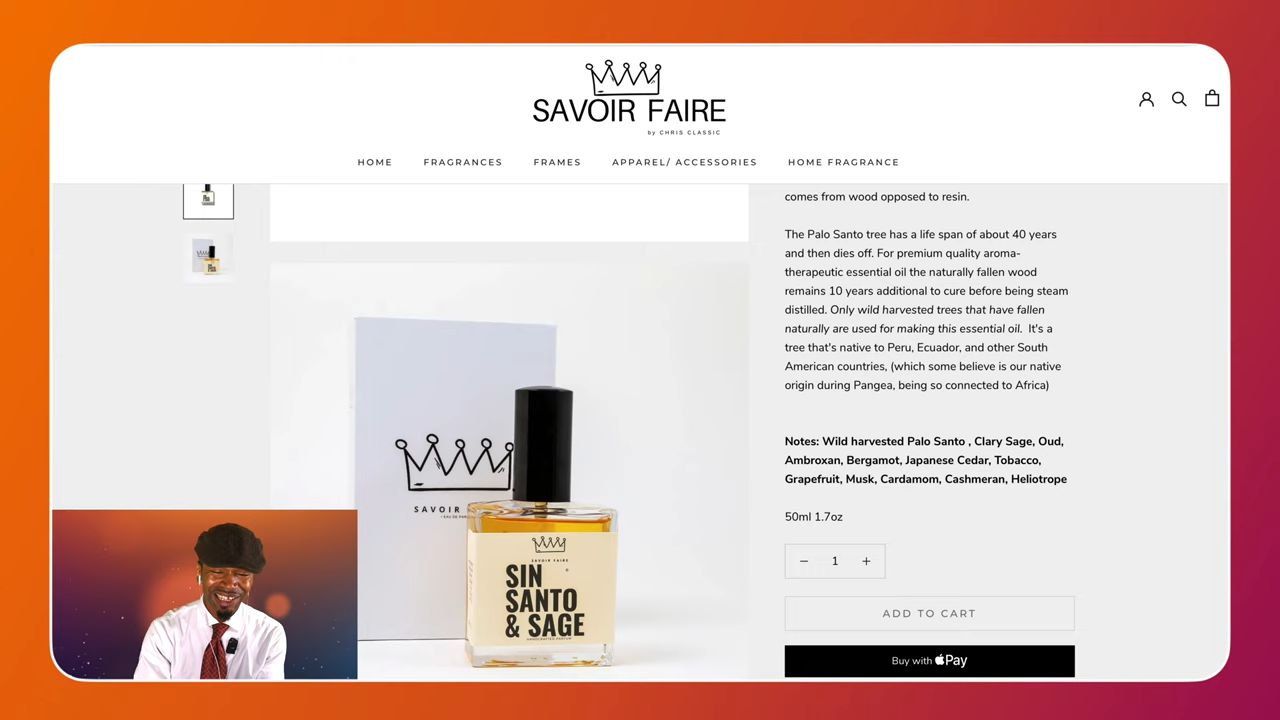 SAVOIR FAIRE
by CHRIS CLASSIC
HOME
FRAGRANCES
FRAMES
APPAREL/ ACCESSORIES
HOME FRAGRANCE
comes from wood opposed to resin.
The Palo Santo tree has a life span of about 40 years
and then dies off. For premium quality aroma-
therapeutic essential oil the naturally fallen wood
remains 10 years additional to cure before being steam
distilled. Only wild harvested trees that have fallen
naturally are used for making this essential oil.  It's a
tree that's native to Peru, Ecuador, and other South
American countries, (which some believe is our native
origin during Pangea, being so connected to Africa)
Notes: Wild harvested Palo Santo , Clary Sage, Oud,
Ambroxan, Bergamot, Japanese Cedar, Tobacco,
Grapefruit, Musk, Cardamom, Cashmeran, Heliotrope
50ml 1.7oz
− 1 +
ADD TO CART
Buy with Pay
SAVOIR
SAVOIR FAIRE
SIN
SANTO
& SAGE
HANDCRAFTED PARFUM